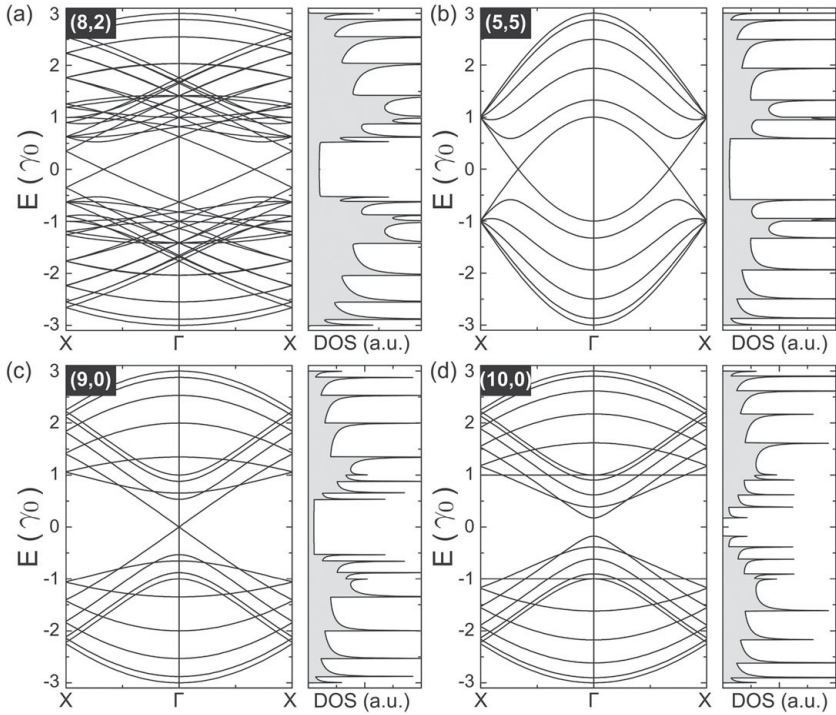 (a)
(8,2)
3
2
1
0
-1
-2
-3
E (γ0)
X Γ X
DOS (a.u.)
(b)
(5,5)
3
2
1
0
-1
-2
-3
E (γ0)
X Γ X
DOS (a.u.)
(c)
(9,0)
3
2
1
0
-1
-2
-3
E (γ0)
X Γ X
DOS (a.u.)
(d)
(10,0)
3
2
1
0
-1
-2
-3
E (γ0)
X Γ X
DOS (a.u.)